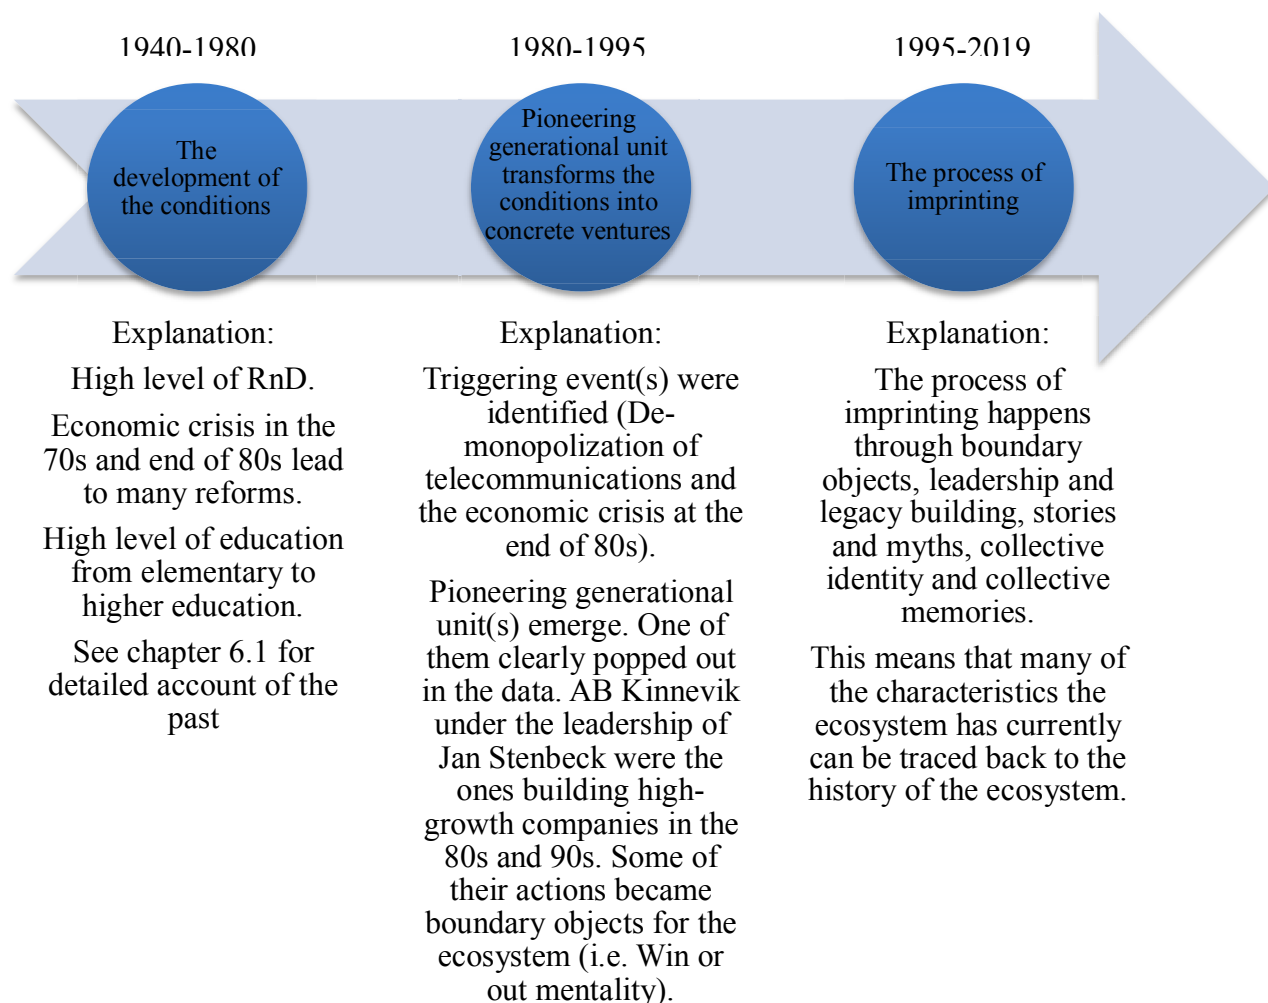 1940-1980
The
development of
the conditions
Explanation:
High level of RnD.
Economic crisis in the
70s and end of 80s lead
to many reforms.
High level of education
from elementary to
higher education.
See chapter 6.1 for
detailed account of the
past
1980-1995
Pioneering
generational unit
transforms the
conditions into
concrete ventures
Explanation:
Triggering event(s) were
identified (De-
monopolization of
telecommunications and
the economic crisis at the
end of 80s).
Pioneering generational
unit(s) emerge. One of
them clearly popped out
in the data. AB Kinnevik
under the leadership of
Jan Stenbeck were the
ones building high-
growth companies in the
80s and 90s. Some of
their actions became
boundary objects for the
ecosystem (i.e. Win or
out mentality).
1995-2019
The process of
imprinting
Explanation:
The process of
imprinting happens
through boundary
objects, leadership and
legacy building, stories
and myths, collective
identity and collective
memories.
This means that many of
the characteristics the
ecosystem has currently
can be traced back to the
history of the ecosystem.